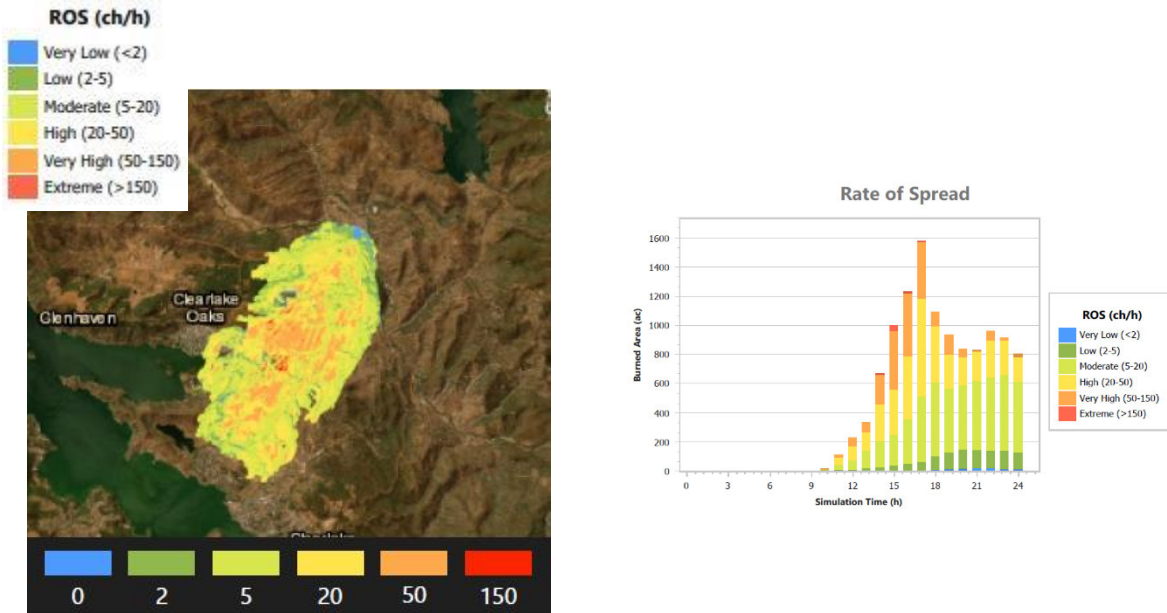 ROS (ch/h)
Very Low (<2)
Low (2-5)
Moderate (5-20)
High (20-50)
Very High (50-150)
Extreme (>150)
Clearlake
Oaks
Glenhaven
0 2 5 20 50 150
Rate of Spread
1600
1400
1200
1000
800
600
400
200
0
Burned Area (ac)
0 3 6 9 12 15 18 21 24
Simulation Time (h)
ROS (ch/h)
Very Low (<2)
Low (2-5)
Moderate (5-20)
High (20-50)
Very High (50-150)
Extreme (>150)